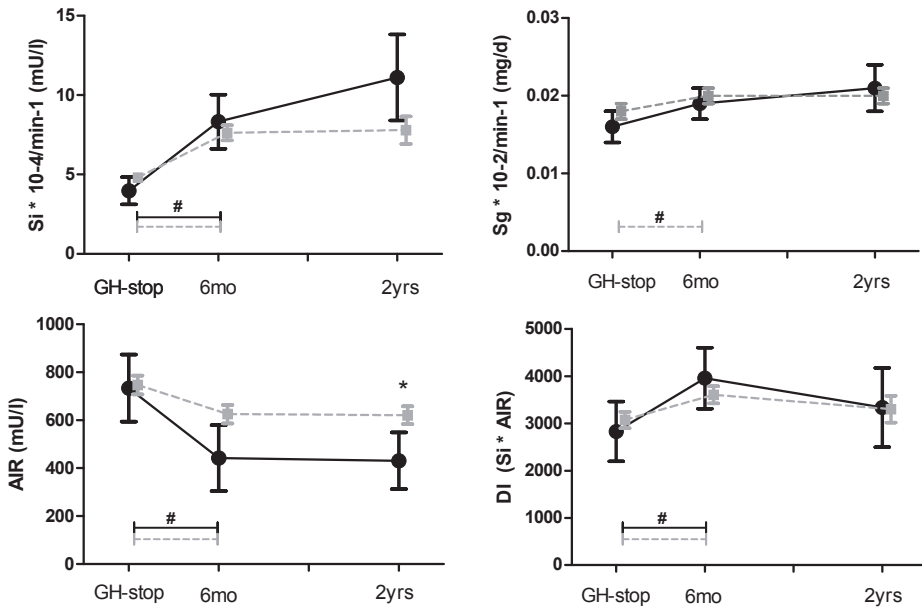 Si * 10-4/min-1 (mU/l)
15
10
5
0
#
GH-stop
6mo
2yrs
Sg * 10-2/min-1 (mg/d)
0.03
0.02
0.01
0.00
#
GH-stop
6mo
2yrs
AIR (mU/l)
1000
800
600
400
200
0
*
#
GH-stop
6mo
2yrs
DI (Si * AIR)
5000
4000
3000
2000
1000
0
#
GH-stop
6mo
2yrs